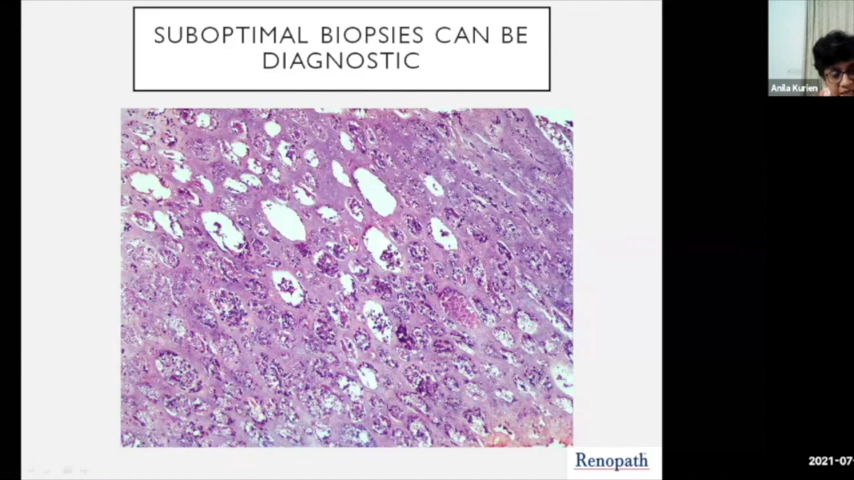 SUBOPTIMAL BIOPSIES CAN BE
DIAGNOSTIC
Anila Kurien
Renopath
2021-07